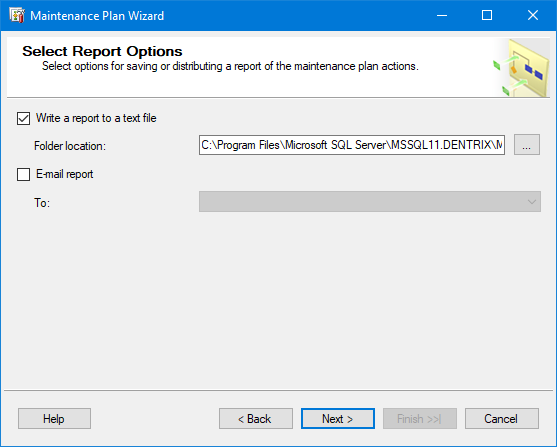 Maintenance Plan Wizard
Select Report Options
Select options for saving or distributing a report of the maintenance plan actions.
Write a report to a text file
Folder location:
C:\Program Files\Microsoft SQL Server\MSSQL11.DENTRIX\M
...
E-mail report
To:
Help
< Back
Next >
Finish >>|
Cancel